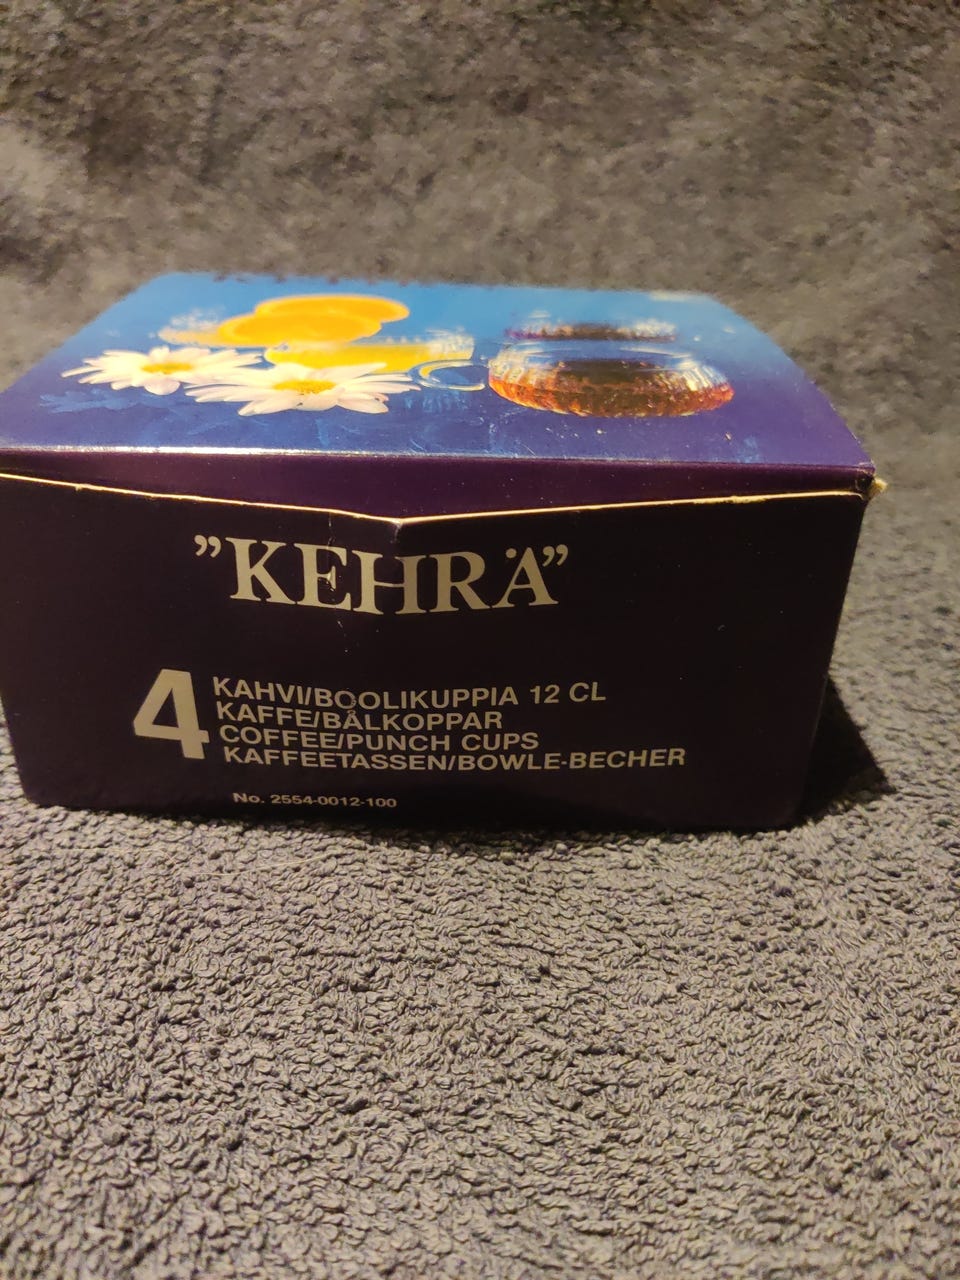 ”KEHRÄ”
4
KAHVI/BOOLIKUPPIA 12 CL
KAFFE/BÅLKOPPAR
COFFEE/PUNCH CUPS
KAFFEETASSEN/BOWLE-BECHER
No. 2554-0012-100